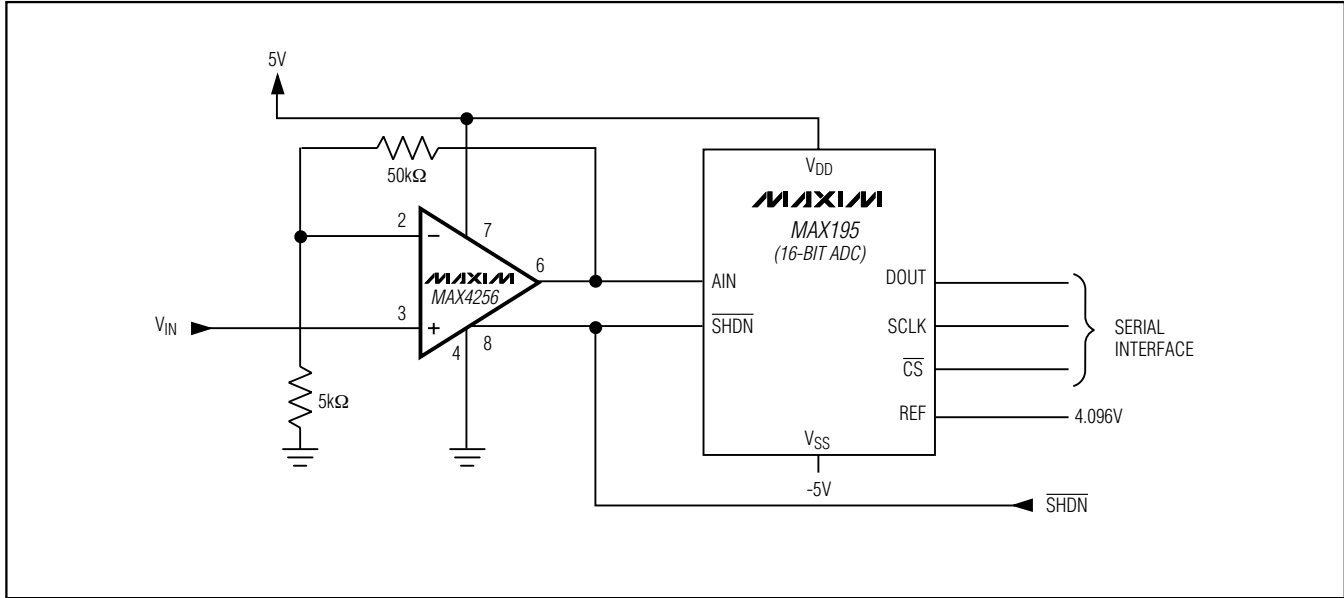 5V
50kΩ
2
−
7
MAXIM
MAX4256
6
3
+
4
8
V_IN
5kΩ
V_DD
MAXIM
MAX195
(16-BIT ADC)
AIN
SHDN
DOUT
SCLK
CS
REF
V_SS
-5V
SERIAL
INTERFACE
4.096V
SHDN